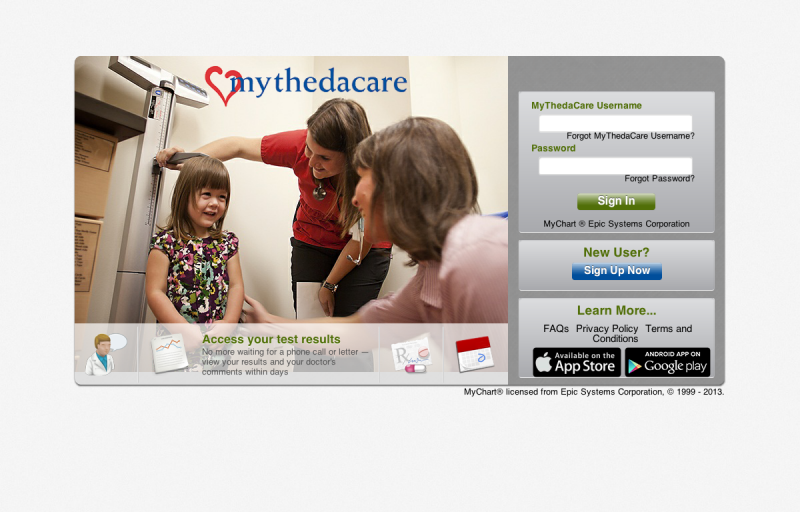 mythedacare
MyThedaCare Username
Forgot MyThedaCare Username?
Password
Forgot Password?
Sign In
MyChart ® Epic Systems Corporation
New User?
Sign Up Now
Learn More...
FAQs Privacy Policy Terms and
Conditions
Available on the
App Store
ANDROID APP ON
Google play
Access your test results
No more waiting for a phone call or letter —
view your results and your doctor's
comments within days
MyChart® licensed from Epic Systems Corporation, © 1999 - 2013.